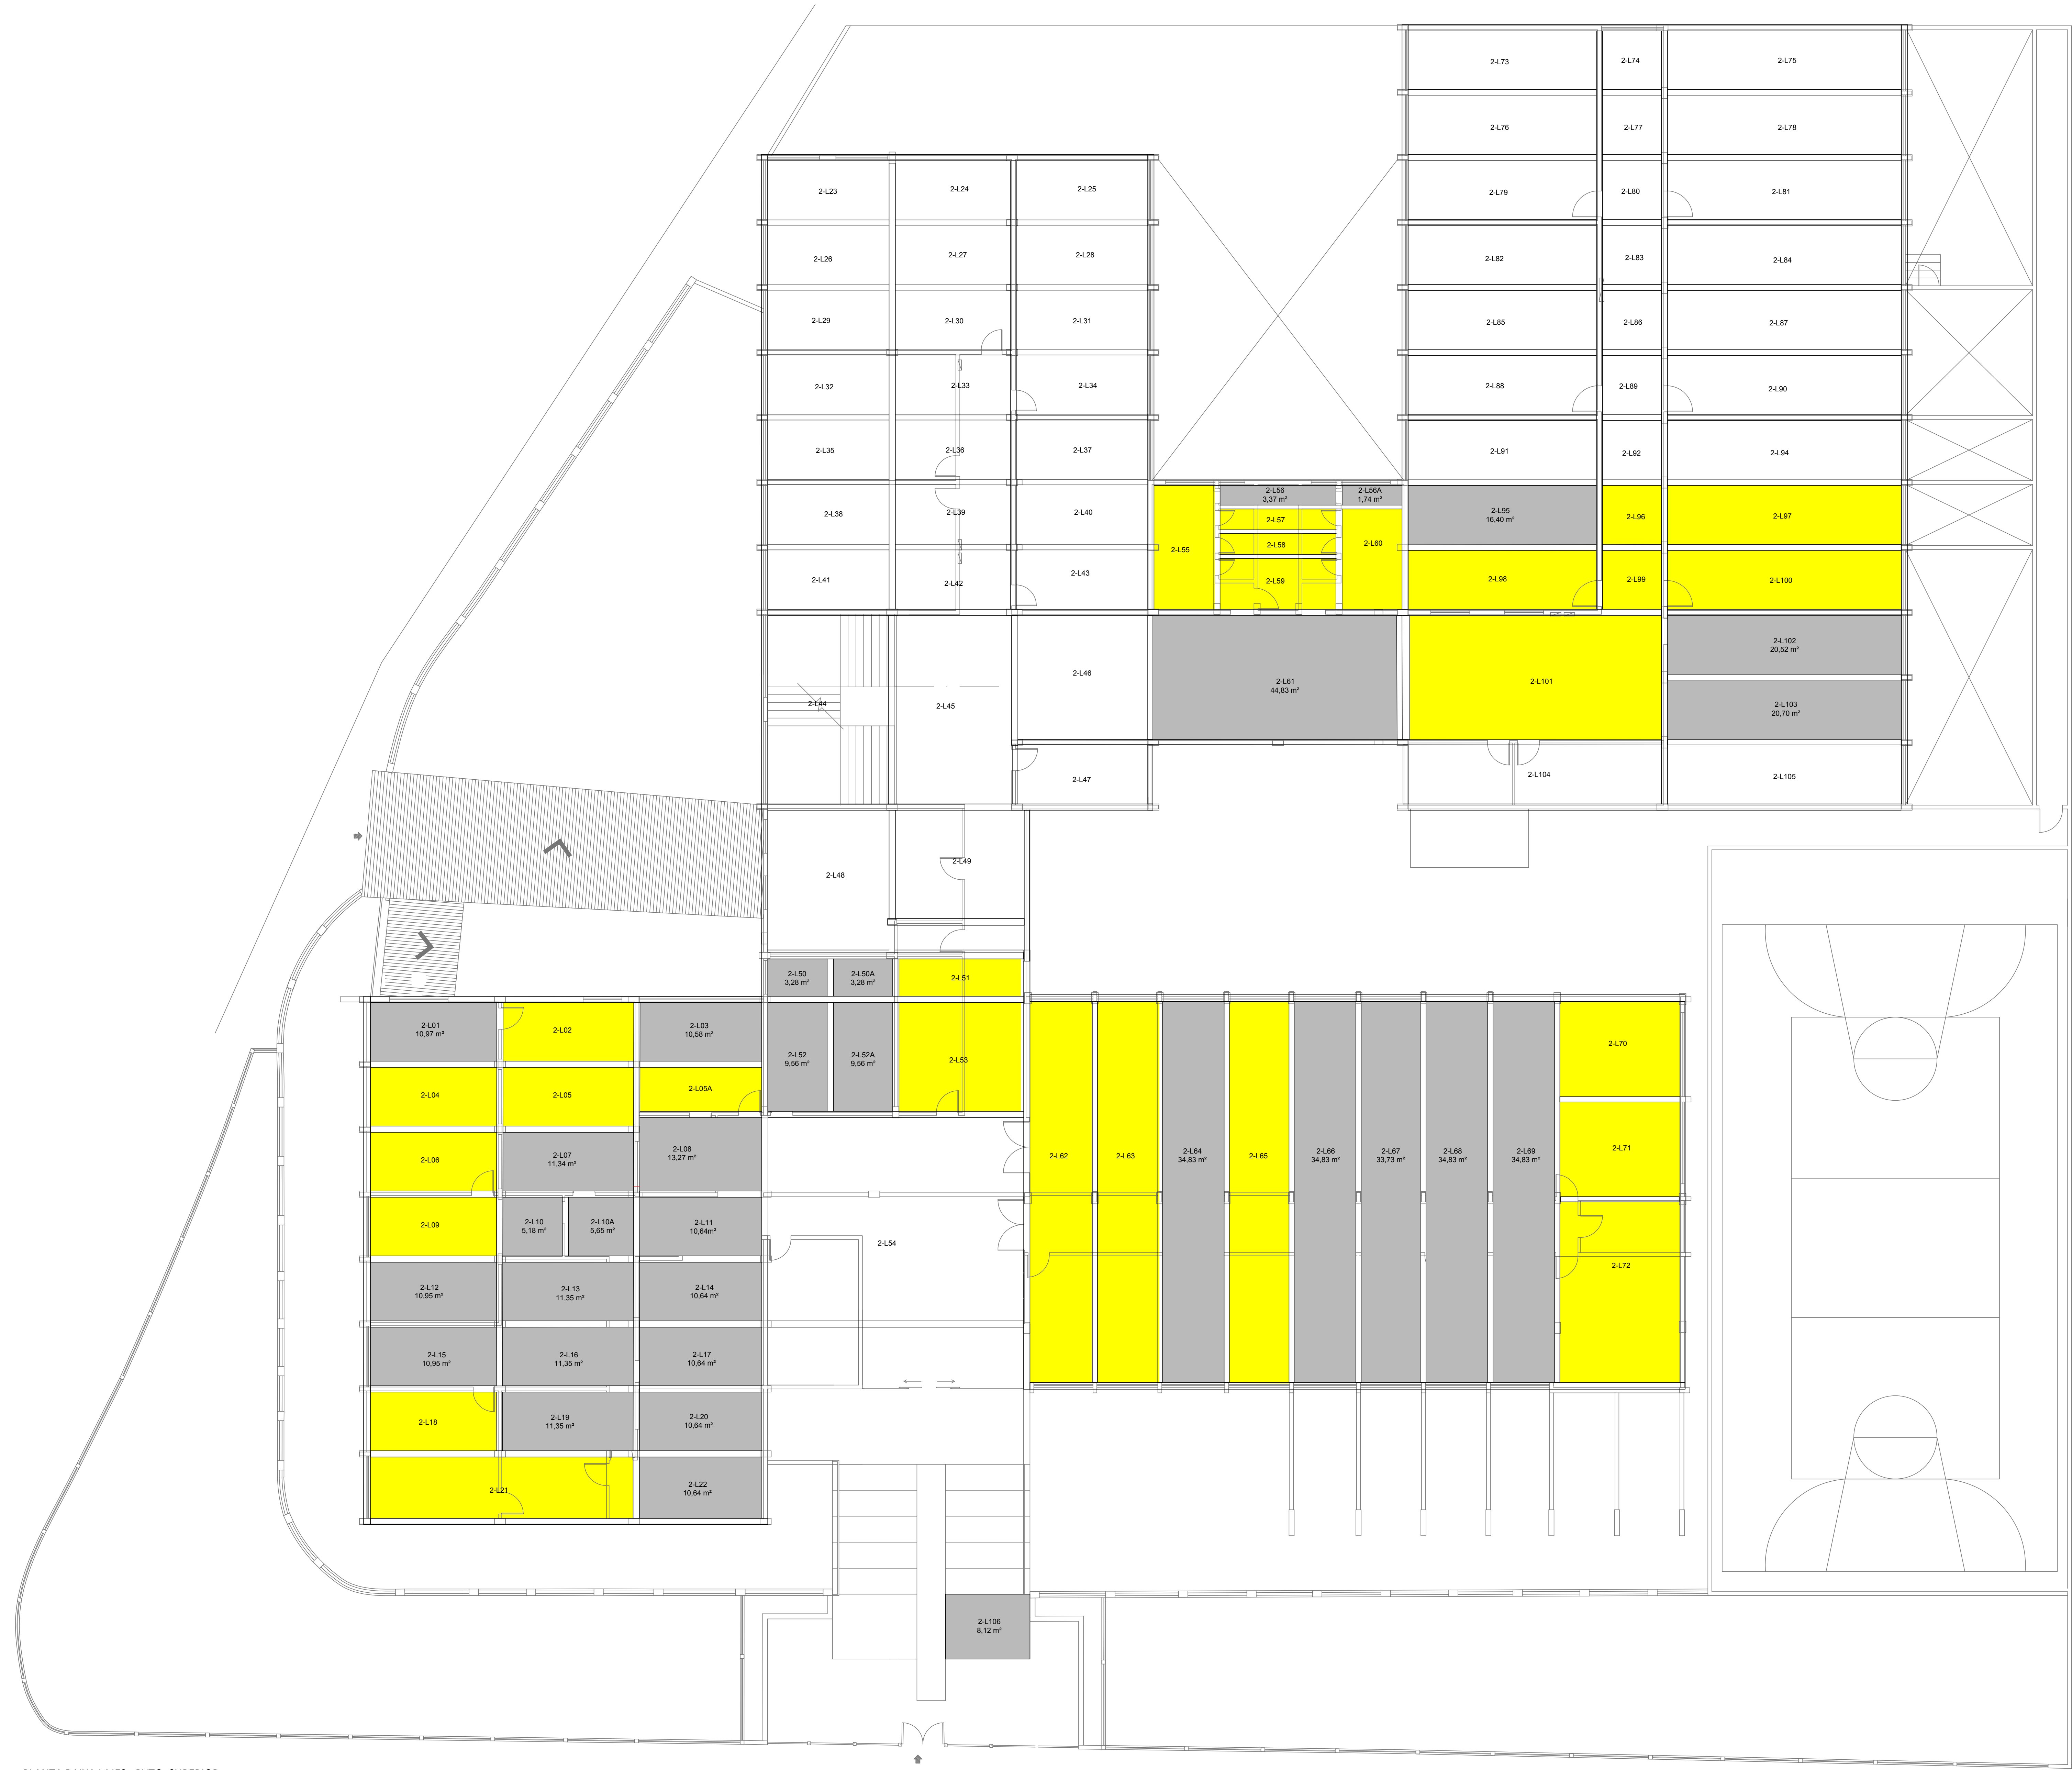 2-L73
2-L74
2-L75
2-L76
2-L77
2-L78
2-L79
2-L80
2-L81
2-L82
2-L83
2-L84
2-L85
2-L86
2-L87
2-L88
2-L89
2-L90
2-L91
2-L92
2-L94
2-L95
16,40 m²
2-L96
2-L97
2-L98
2-L99
2-L100
2-L101
2-L102
20,52 m²
2-L103
20,70 m²
2-L104
2-L105
2-L23
2-L24
2-L25
2-L26
2-L27
2-L28
2-L29
2-L30
2-L31
2-L32
2-L33
2-L34
2-L35
2-L36
2-L37
2-L38
2-L39
2-L40
2-L41
2-L42
2-L43
2-L44
2-L45
2-L46
2-L47
2-L48
2-L49
2-L55
2-L56
3,37 m²
2-L56A
1,74 m²
2-L57
2-L58
2-L59
2-L60
2-L61
44,83 m²
2-L50
3,28 m²
2-L50A
3,28 m²
2-L51
2-L52
9,56 m²
2-L52A
9,56 m²
2-L53
2-L01
10,97 m²
2-L02
2-L03
10,58 m²
2-L04
2-L05
2-L05A
2-L06
2-L07
11,34 m²
2-L08
13,27 m²
2-L09
2-L10
5,18 m²
2-L10A
5,65 m²
2-L11
10,64m²
2-L12
10,95 m²
2-L13
11,35 m²
2-L14
10,64 m²
2-L15
10,95 m²
2-L16
11,35 m²
2-L17
10,64 m²
2-L18
2-L19
11,35 m²
2-L20
10,64 m²
2-L21
2-L22
10,64 m²
2-L54
2-L62
2-L63
2-L64
34,83 m²
2-L65
2-L66
34,83 m²
2-L67
33,73 m²
2-L68
34,83 m²
2-L69
34,83 m²
2-L70
2-L71
2-L72
2-L106
8,12 m²